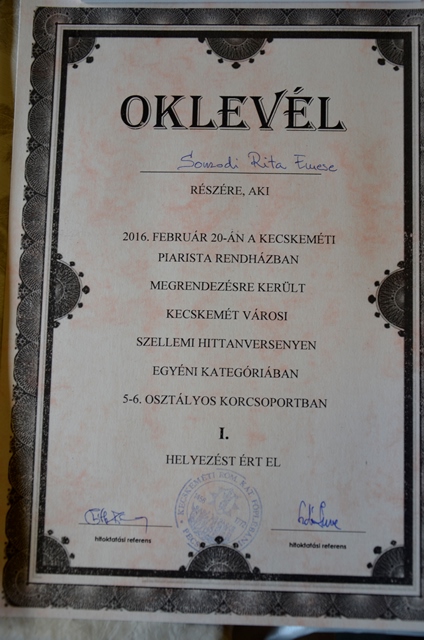 OKLEVÉL
Somodi Rita Emese
RÉSZÉRE, AKI
2016. FEBRUÁR 20-ÁN A KECSKEMÉTI
PIARISTA RENDHÁZBAN
MEGRENDEZÉSRE KERÜLT
KECSKEMÉT VÁROSI
SZELLEMI HITTANVERSENYEN
EGYÉNI KATEGÓRIÁBAN
5-6. OSZTÁLYOS KORCSOPORTBAN
I.
HELYEZÉST ÉRT EL
hitoktatási referens
hitoktatási referens